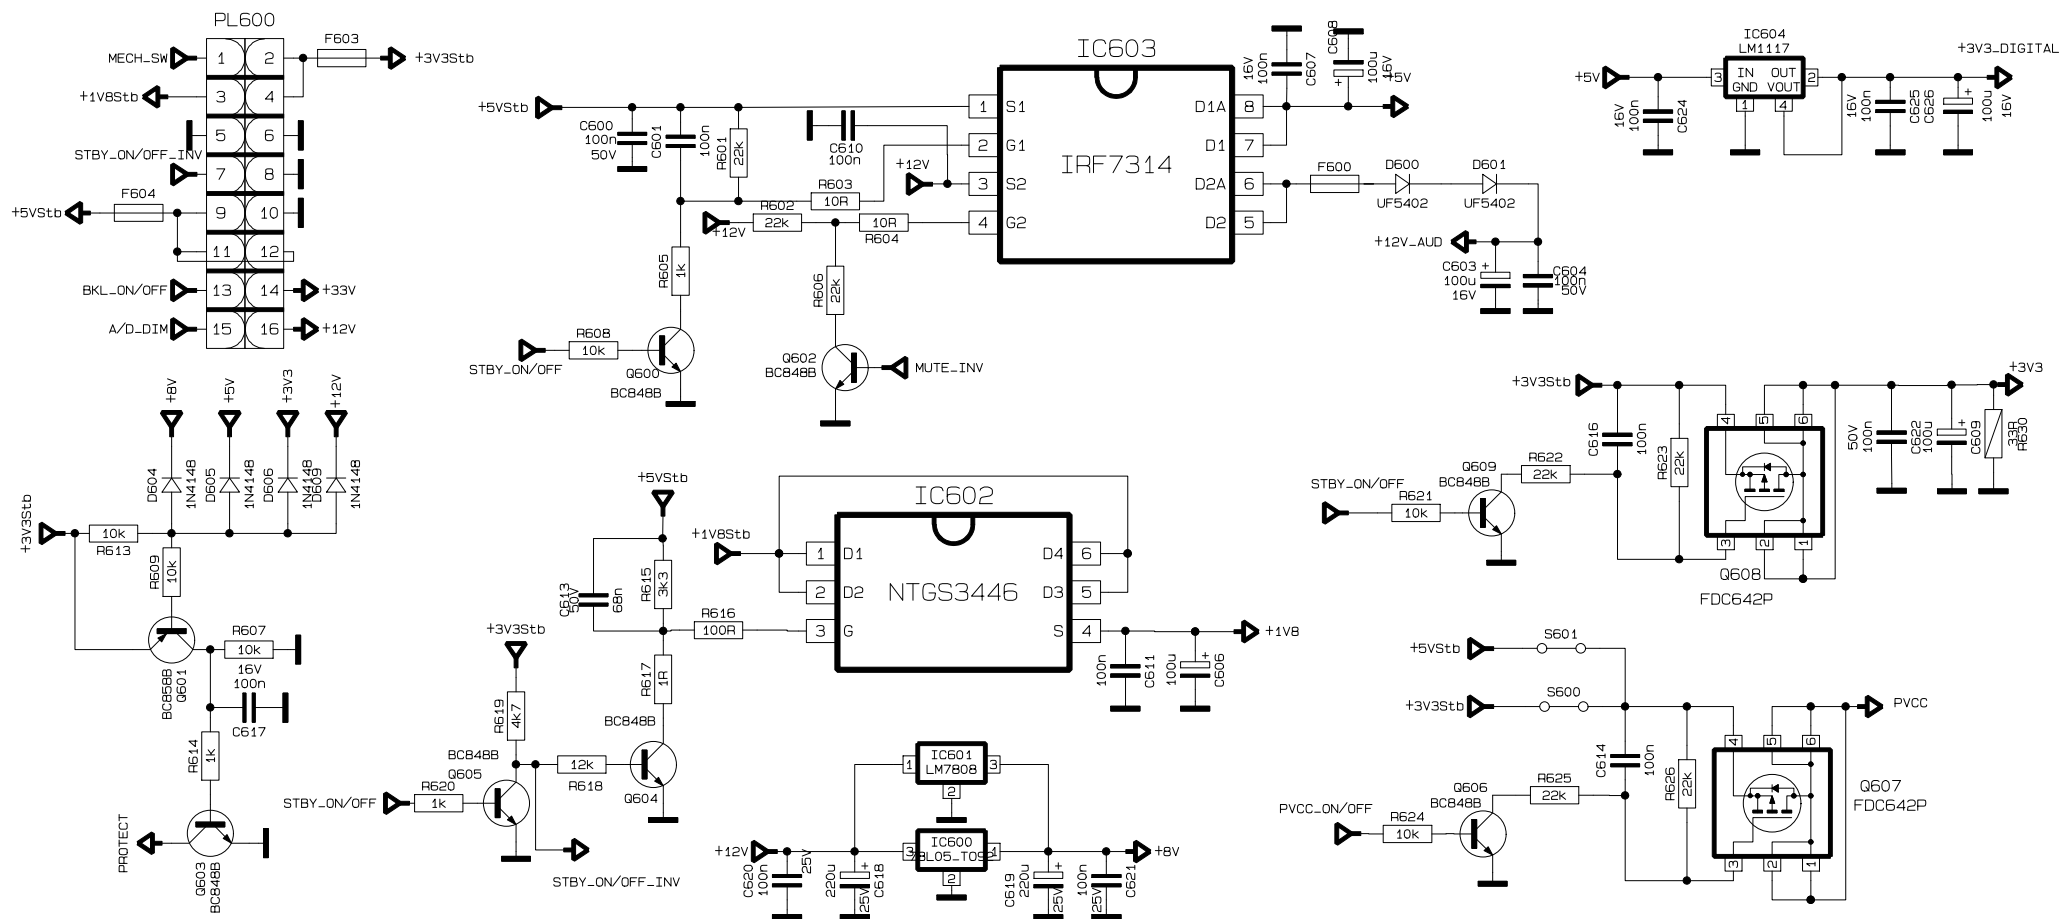 PL600
MECH_SW
1
2
F603
+3V3Stb
+1V8Stb
3
4
5
6
STBY_ON/OFF_INV
7
8
F604
+5VStb
9
10
11
12
BKL_ON/OFF
13
14
+33V
A/D_DIM
15
16
+12V
+5VStb
C600
100n
50V
C601
100n
R601
22k
C610
100n
+12V
R603
10R
+12V
R602
22k
10R
R604
R605
1k
R606
22k
STBY_ON/OFF
R608
10k
Q600
BC848B
Q602
BC848B
MUTE_INV
IC603
IRF7314
1
S1
2
G1
3
S2
4
G2
D1A
8
D1
7
D2A
6
D2
5
16V
100n
C607
C608
100u
16V
+5V
F600
D600
UF5402
D601
UF5402
+12V_AUD
C603
100u
16V
C604
100n
50V
IC604
LM1117
+5V
3
IN
OUT
GND
VOUT
2
1
4
16V
100n
C624
16V
100n
C625
C626
100u
16V
+3V3_DIGITAL
+8V
+5V
+3V3
+12V
D604
1N4148
D605
1N4148
D606
1N4148
D609
1N4148
+3V3Stb
10k
R613
R609
10k
BC858B
Q601
R607
10k
16V
100n
C617
R614
1k
PROTECT
Q603
BC848B
+5VStb
C613
50V
68n
R615
3K3
R616
100R
R617
1R
+3V3Stb
R619
4k7
BC848B
BC848B
Q605
STBY_ON/OFF
R620
1k
12k
R618
Q604
STBY_ON/OFF_INV
IC602
NTGS3446
+1V8Stb
1
D1
2
D2
3
G
D4
6
D3
5
S
4
100n
C611
100u
C606
+1V8
IC601
LM7808
1
3
2
IC600
78L05_TO92
3
1
2
+12V
C620
100n
25V
220u
C618
25V
C619
220u
25V
100n
25V
C621
+8V
+3V3Stb
C616
100n
R623
22k
Q609
BC848B
R622
22k
STBY_ON/OFF
R621
10k
4
5
6
3
2
1
Q608
FDC642P
50V
100n
C622
100u
C609
33R
R630
+3V3
+5VStb
S601
+3V3Stb
S600
C614
100n
R626
22k
Q606
BC848B
R625
22k
PVCC_ON/OFF
R624
10k
4
5
6
3
2
1
Q607
FDC642P
PVCC